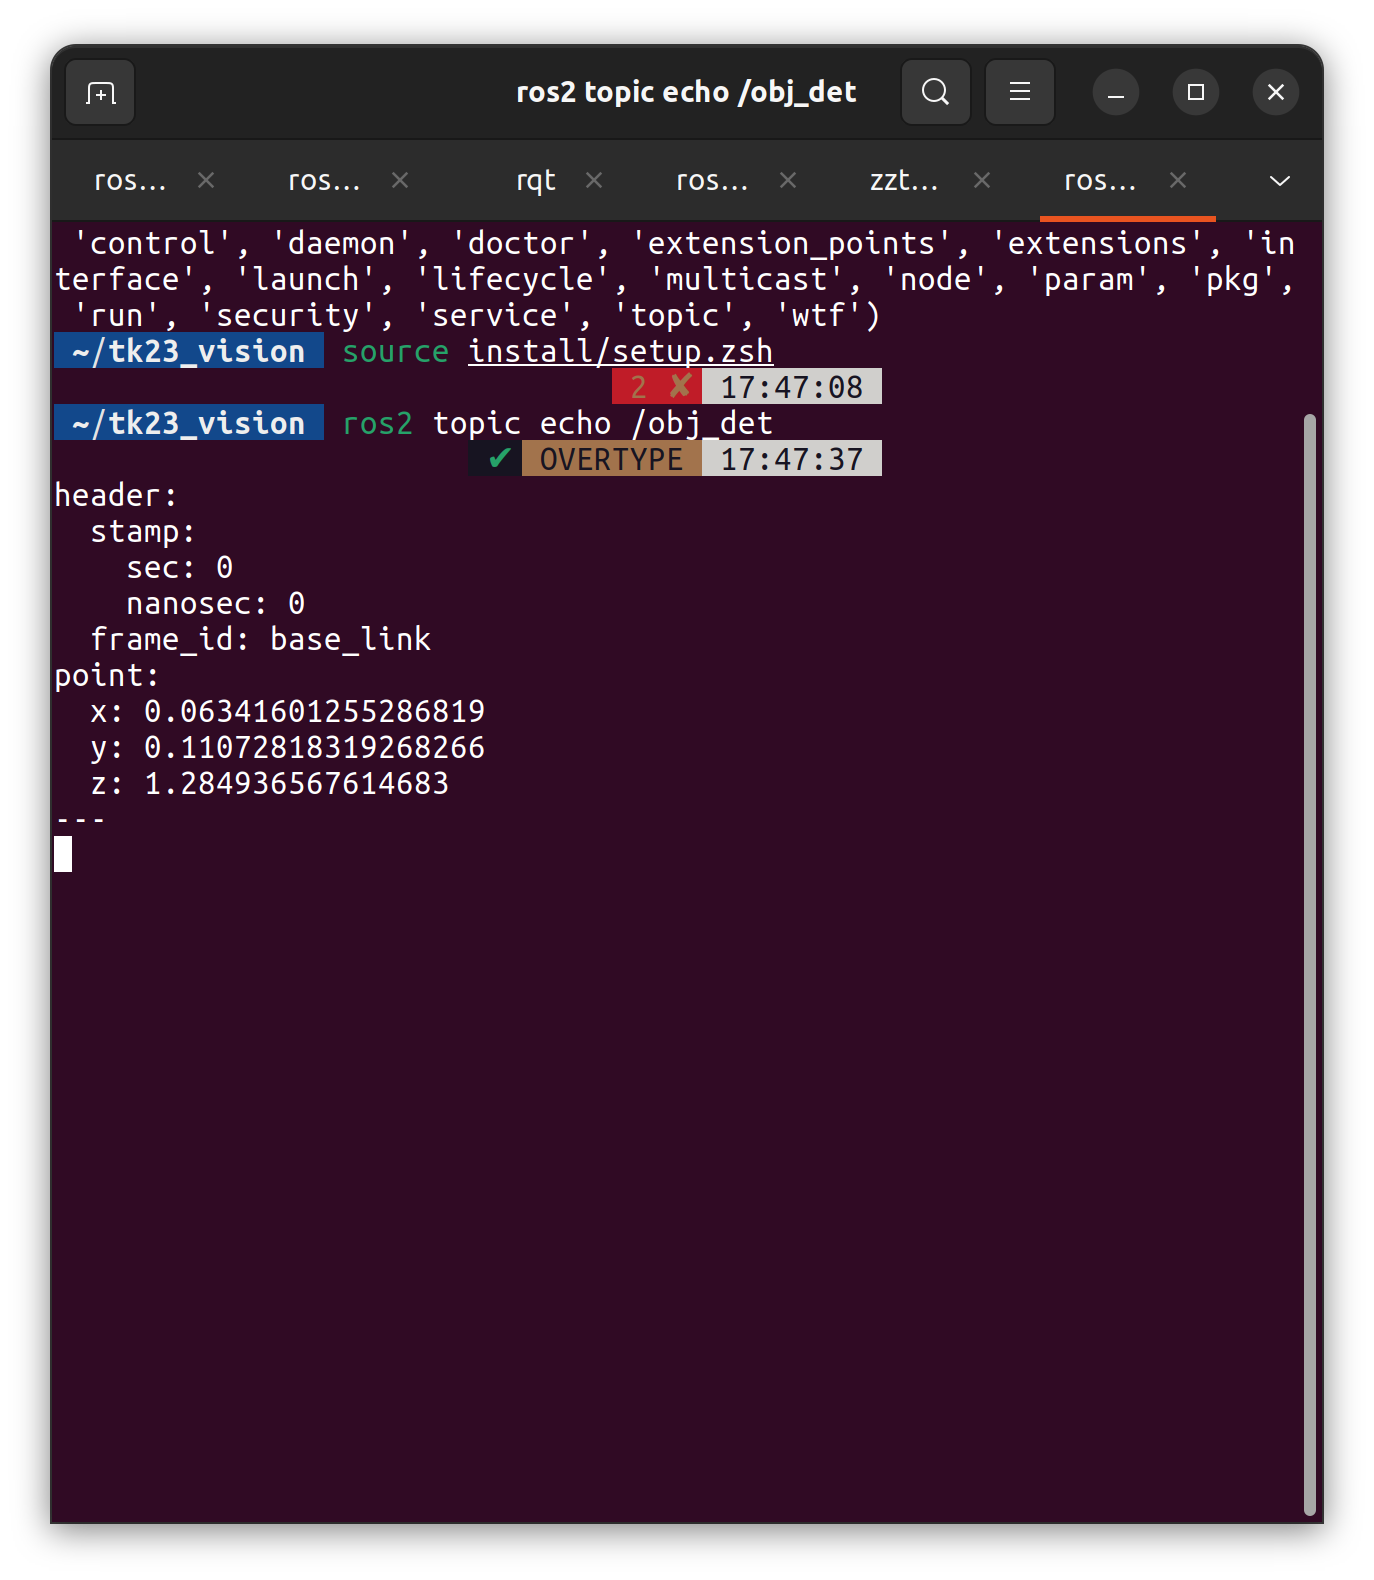 ros2 topic echo /obj_det
ros... ros... rqt ros... zzt... ros...
'control', 'daemon', 'doctor', 'extension_points', 'extensions', 'in
terface', 'launch', 'lifecycle', 'multicast', 'node', 'param', 'pkg',
'run', 'security', 'service', 'topic', 'wtf')
~/tk23_vision source install/setup.zsh
2 ✘ 17:47:08
~/tk23_vision ros2 topic echo /obj_det
✔ OVERTYPE 17:47:37
header:
  stamp:
    sec: 0
    nanosec: 0
  frame_id: base_link
point:
  x: 0.06341601255286819
  y: 0.11072818319268266
  z: 1.284936567614683
---